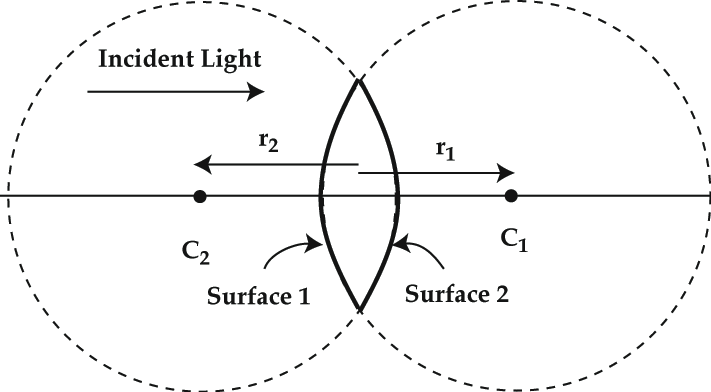 Incident Light
r₂
r₁
C₂
C₁
Surface 1
Surface 2